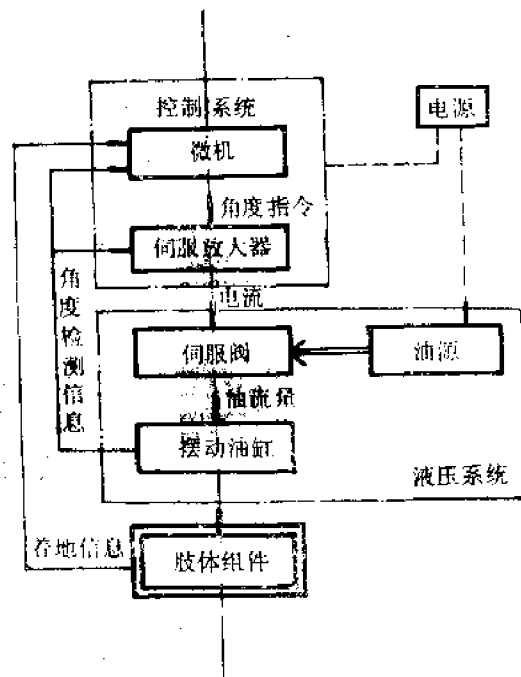 控制系统
电源
微机
角度指令
伺服放大器
角度检测信息
电流
伺服阀
油源
油流量
摆动油缸
液压系统
着地信息
肢体组件